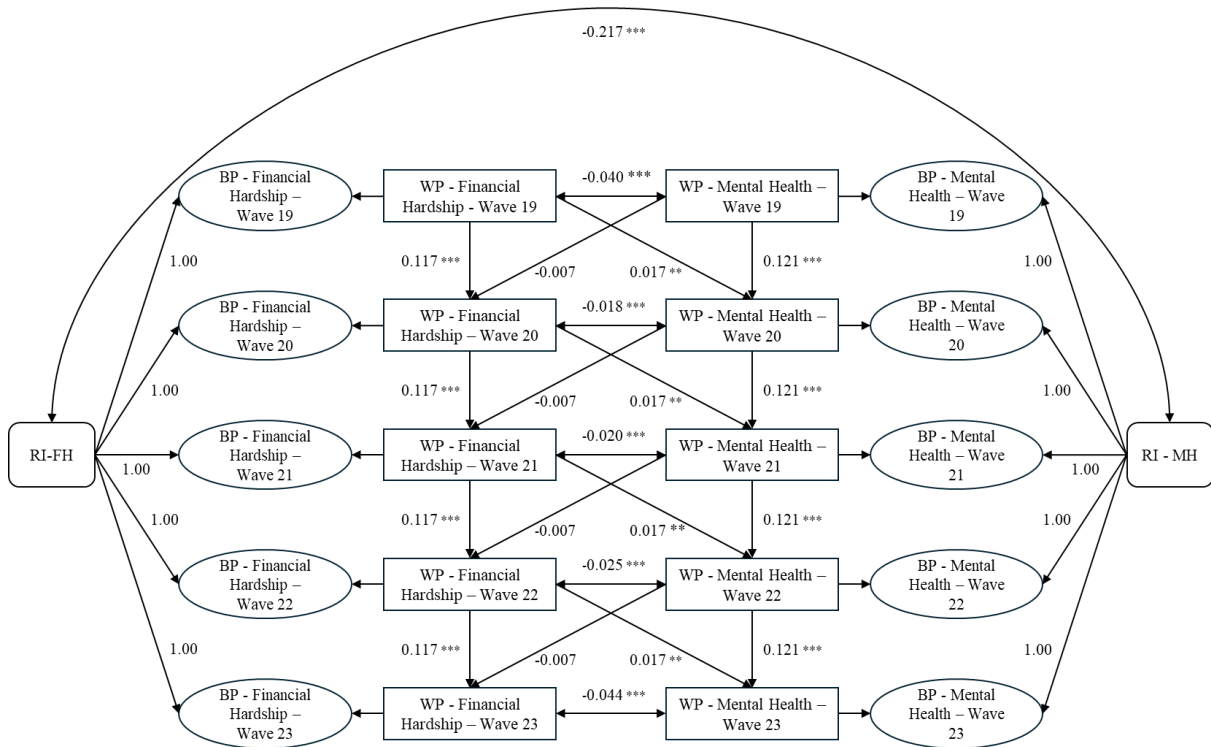 -0.217 ***
BP - Financial
Hardship –
Wave 19
WP - Financial
Hardship - Wave 19
-0.040 ***
WP - Mental Health –
Wave 19
BP - Mental
Health – Wave
19
1.00
0.117 ***
-0.007
0.017 **
0.121 ***
1.00
BP - Financial
Hardship –
Wave 20
WP - Financial
Hardship – Wave 20
-0.018 ***
WP - Mental Health –
Wave 20
BP - Mental
Health – Wave
20
1.00
0.117 ***
-0.007
0.017 **
0.121 ***
1.00
RI-FH
BP - Financial
Hardship –
Wave 21
WP - Financial
Hardship – Wave 21
-0.020 ***
WP - Mental Health –
Wave 21
BP - Mental
Health – Wave
21
RI - MH
1.00
1.00
1.00
0.117 ***
-0.007
0.017 **
0.121 ***
1.00
BP - Financial
Hardship –
Wave 22
WP - Financial
Hardship – Wave 22
-0.025 ***
WP - Mental Health –
Wave 22
BP - Mental
Health – Wave
22
1.00
0.117 ***
-0.007
0.017 **
0.121 ***
1.00
BP - Financial
Hardship –
Wave 23
WP - Financial
Hardship – Wave 23
-0.044 ***
WP - Mental Health –
Wave 23
BP - Mental
Health – Wave
23